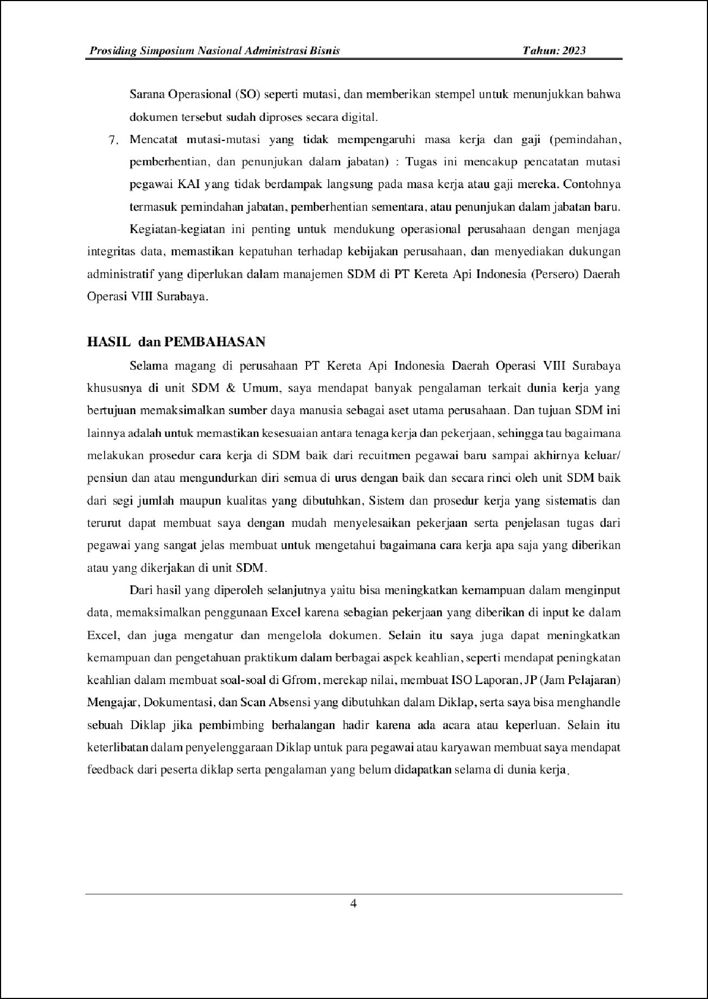 Prosiding Simposium Nasional Administrasi Bisnis Tahun: 2023
Sarana Operasional (SO) seperti mutasi, dan memberikan stempel untuk menunjukkan bahwa
dokumen tersebut sudah diproses secara digital.
7. Mencatat mutasi-mutasi yang tidak mempengaruhi masa kerja dan gaji (pemindahan,
pemberhentian, dan penunjukan dalam jabatan) : Tugas ini mencakup pencatatan mutasi
pegawai KAI yang tidak berdampak langsung pada masa kerja atau gaji mereka. Contohnya
termasuk pemindahan jabatan, pemberhentian sementara, atau penunjukan dalam jabatan baru.
Kegiatan-kegiatan ini penting untuk mendukung operasional perusahaan dengan menjaga
integritas data, memastikan kepatuhan terhadap kebijakan perusahaan, dan menyediakan dukungan
administratif yang diperlukan dalam manajemen SDM di PT Kereta Api Indonesia (Persero) Daerah
Operasi VIII Surabaya.
HASIL dan PEMBAHASAN
Selama magang di perusahaan PT Kereta Api Indonesia Daerah Operasi VIII Surabaya
khususnya di unit SDM & Umum, saya mendapat banyak pengalaman terkait dunia kerja yang
bertujuan memaksimalkan sumber daya manusia sebagai aset utama perusahaan. Dan tujuan SDM ini
lainnya adalah untuk memastikan kesesuaian antara tenaga kerja dan pekerjaan, sehingga tau bagaimana
melakukan prosedur cara kerja di SDM baik dari recuitmen pegawai baru sampai akhirnya keluar/
pensiun dan atau mengundurkan diri semua di urus dengan baik dan secara rinci oleh unit SDM baik
dari segi jumlah maupun kualitas yang dibutuhkan, Sistem dan prosedur kerja yang sistematis dan
terurut dapat membuat saya dengan mudah menyelesaikan pekerjaan serta penjelasan tugas dari
pegawai yang sangat jelas membuat untuk mengetahui bagaimana cara kerja apa saja yang diberikan
atau yang dikerjakan di unit SDM.
Dari hasil yang diperoleh selanjutnya yaitu bisa meningkatkan kemampuan dalam menginput
data, memaksimalkan penggunaan Excel karena sebagian pekerjaan yang diberikan di input ke dalam
Excel, dan juga mengatur dan mengelola dokumen. Selain itu saya juga dapat meningkatkan
kemampuan dan pengetahuan praktikum dalam berbagai aspek keahlian, seperti mendapat peningkatan
keahlian dalam membuat soal-soal di Gfrom, merekap nilai, membuat ISO Laporan, JP (Jam Pelajaran)
Mengajar, Dokumentasi, dan Scan Absensi yang dibutuhkan dalam Diklap, serta saya bisa menghandle
sebuah Diklap jika pembimbing berhalangan hadir karena ada acara atau keperluan. Selain itu
keterlibatan dalam penyelenggaraan Diklap untuk para pegawai atau karyawan membuat saya mendapat
feedback dari peserta diklap serta pengalaman yang belum didapatkan selama di dunia kerja.
4